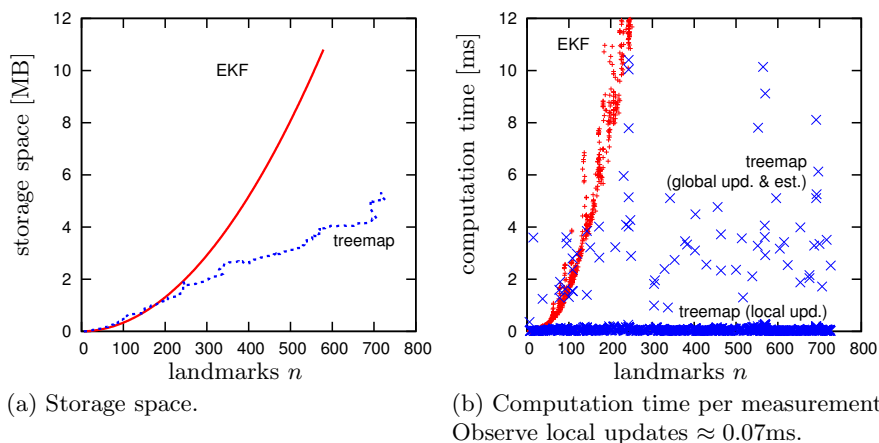 12
10
8
6
4
2
0
storage space [MB]
EKF
treemap
0 100 200 300 400 500 600 700 800
landmarks n
(a) Storage space.
12
10
8
6
4
2
0
computation time [ms]
EKF
treemap
(global upd. & est.)
treemap (local upd.)
0 100 200 300 400 500 600 700 800
landmarks n
(b) Computation time per measurement
Observe local updates ≈ 0.07ms.